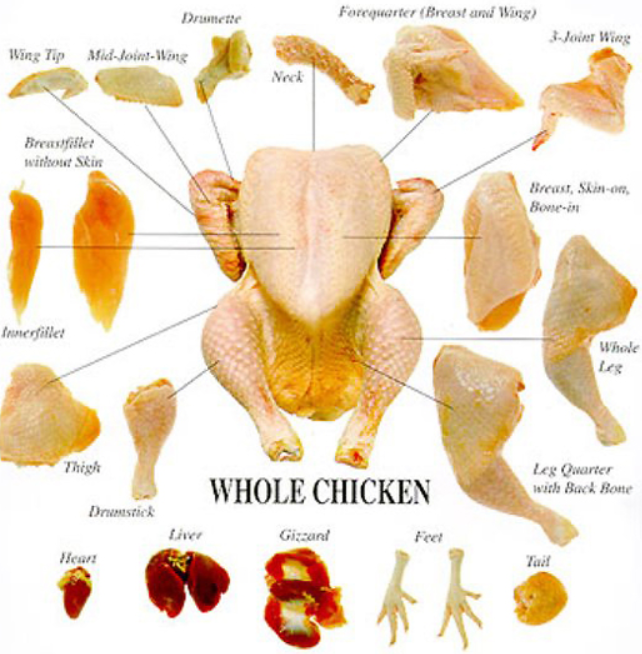 Drumette
Forequarter (Breast and Wing)
3-Joint Wing
Wing Tip
Mid-Joint-Wing
Neck
Breastfillet
without Skin
Breast, Skin-on,
Bone-in
Innerfillet
Whole
Leg
Thigh
Drumstick
WHOLE CHICKEN
Leg Quarter
with Back Bone
Heart
Liver
Gizzard
Feet
Tail